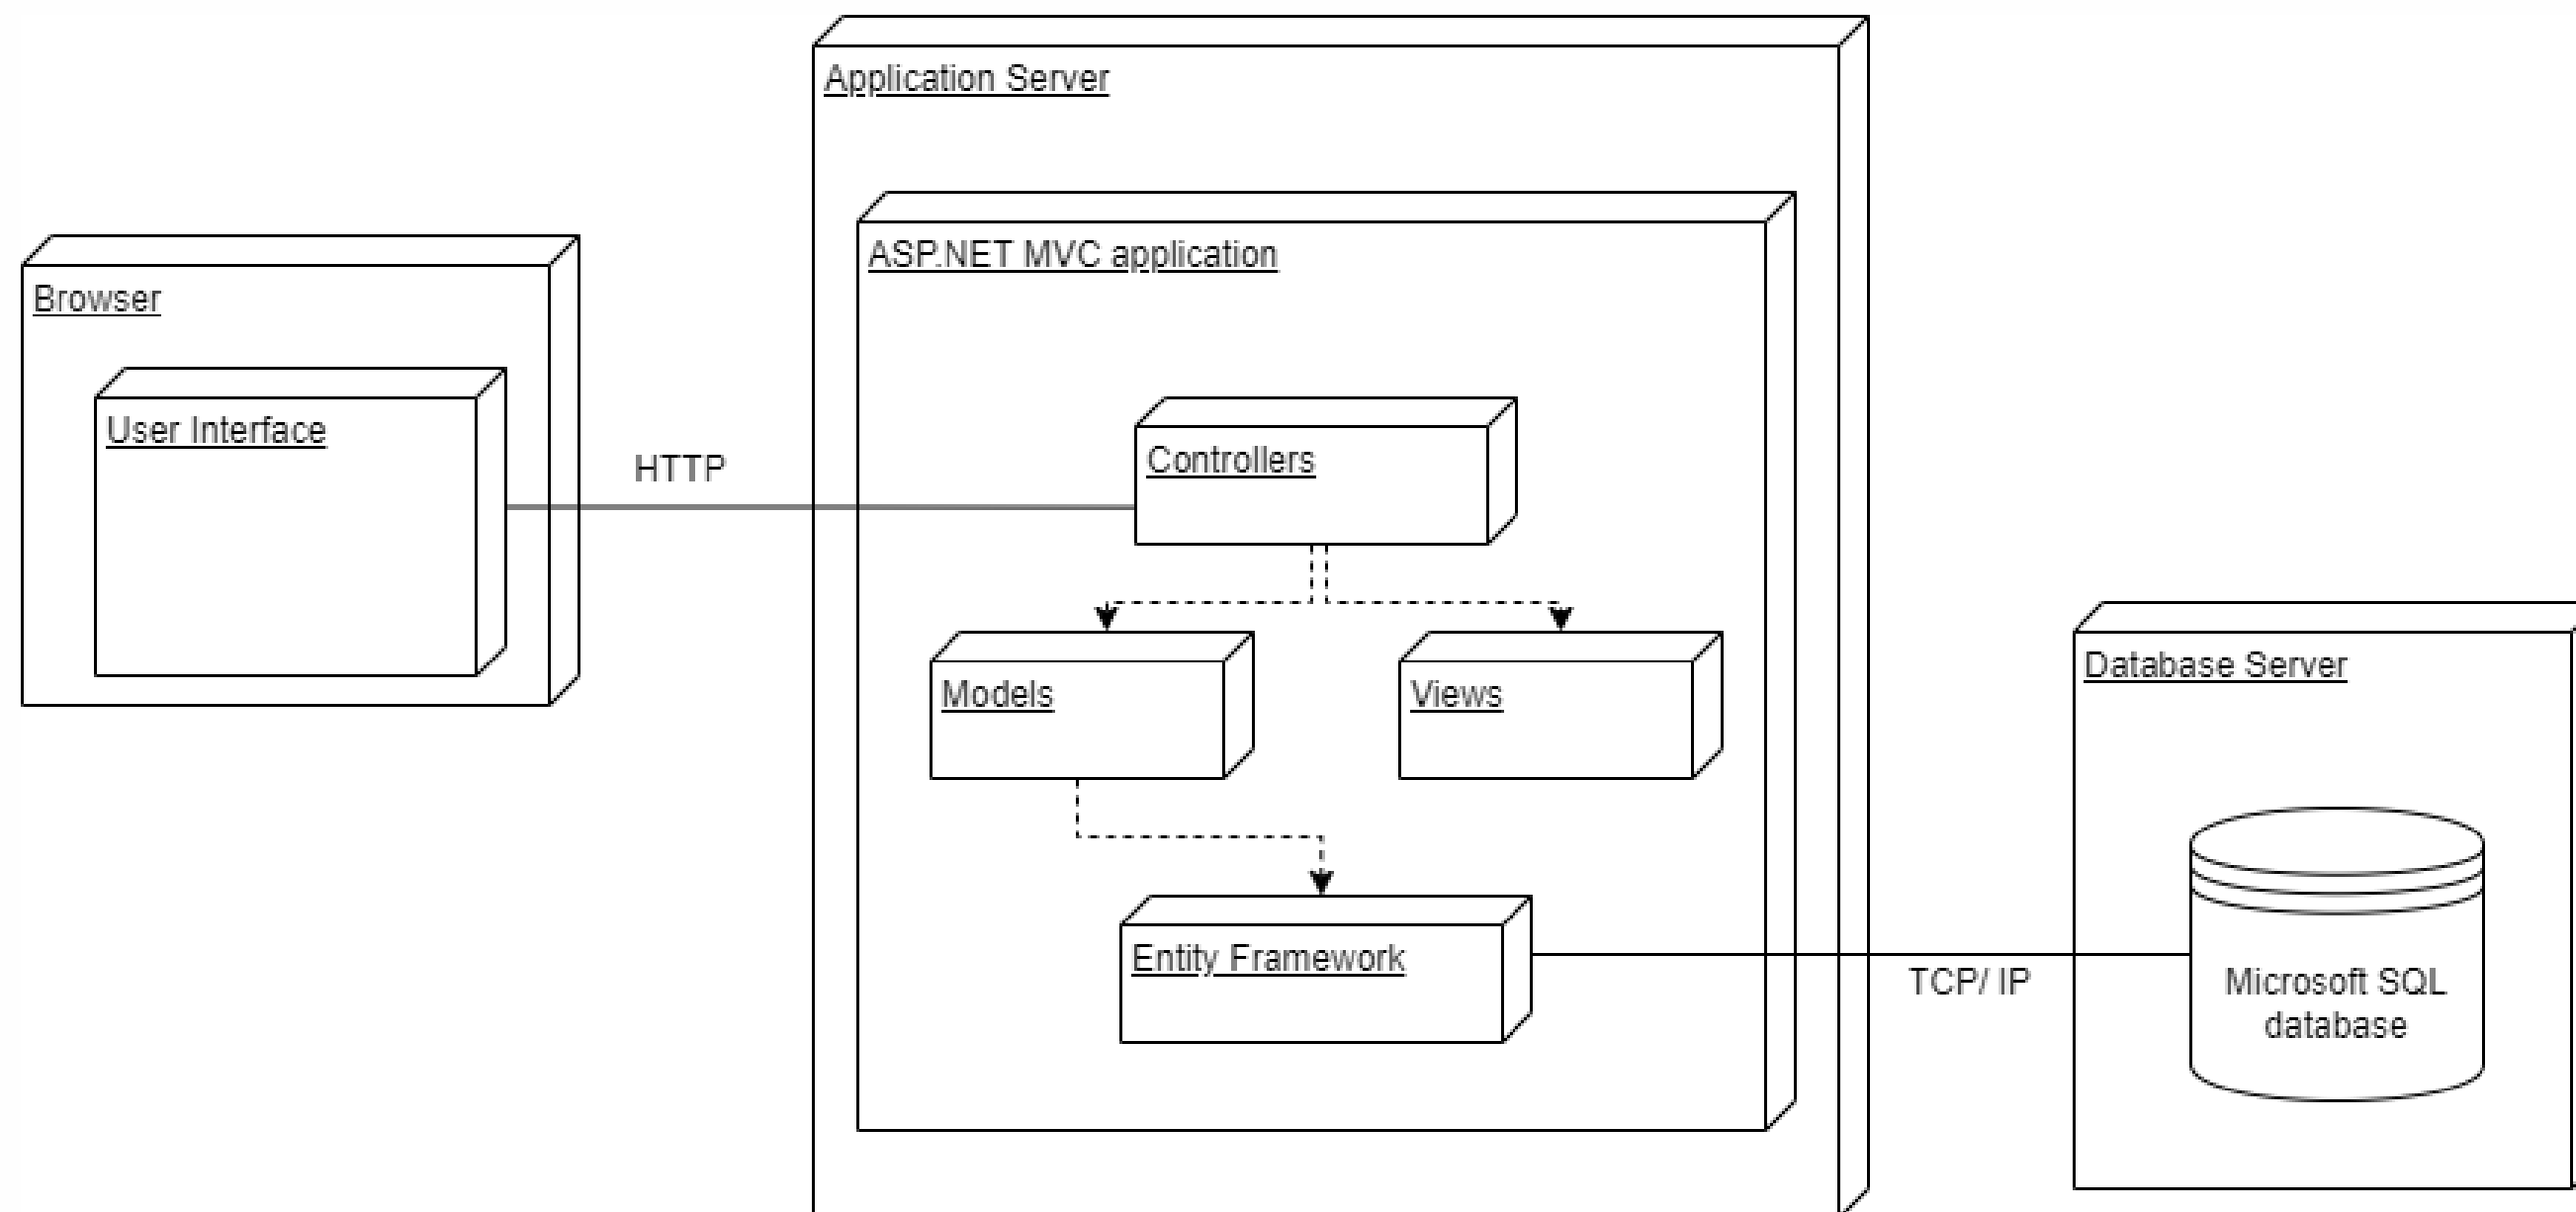 Application Server
ASP.NET MVC application
Browser
User Interface
HTTP
Controllers
Models
Views
Database Server
Entity Framework
TCP/ IP
Microsoft SQL
database